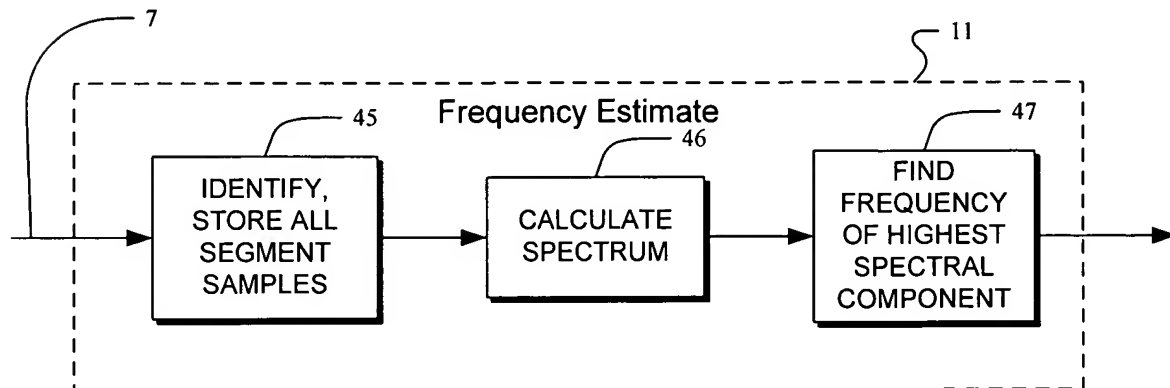 7
11
Frequency Estimate
45
46
47
IDENTIFY,
STORE ALL
SEGMENT
SAMPLES
CALCULATE
SPECTRUM
FIND
FREQUENCY
OF HIGHEST
SPECTRAL
COMPONENT